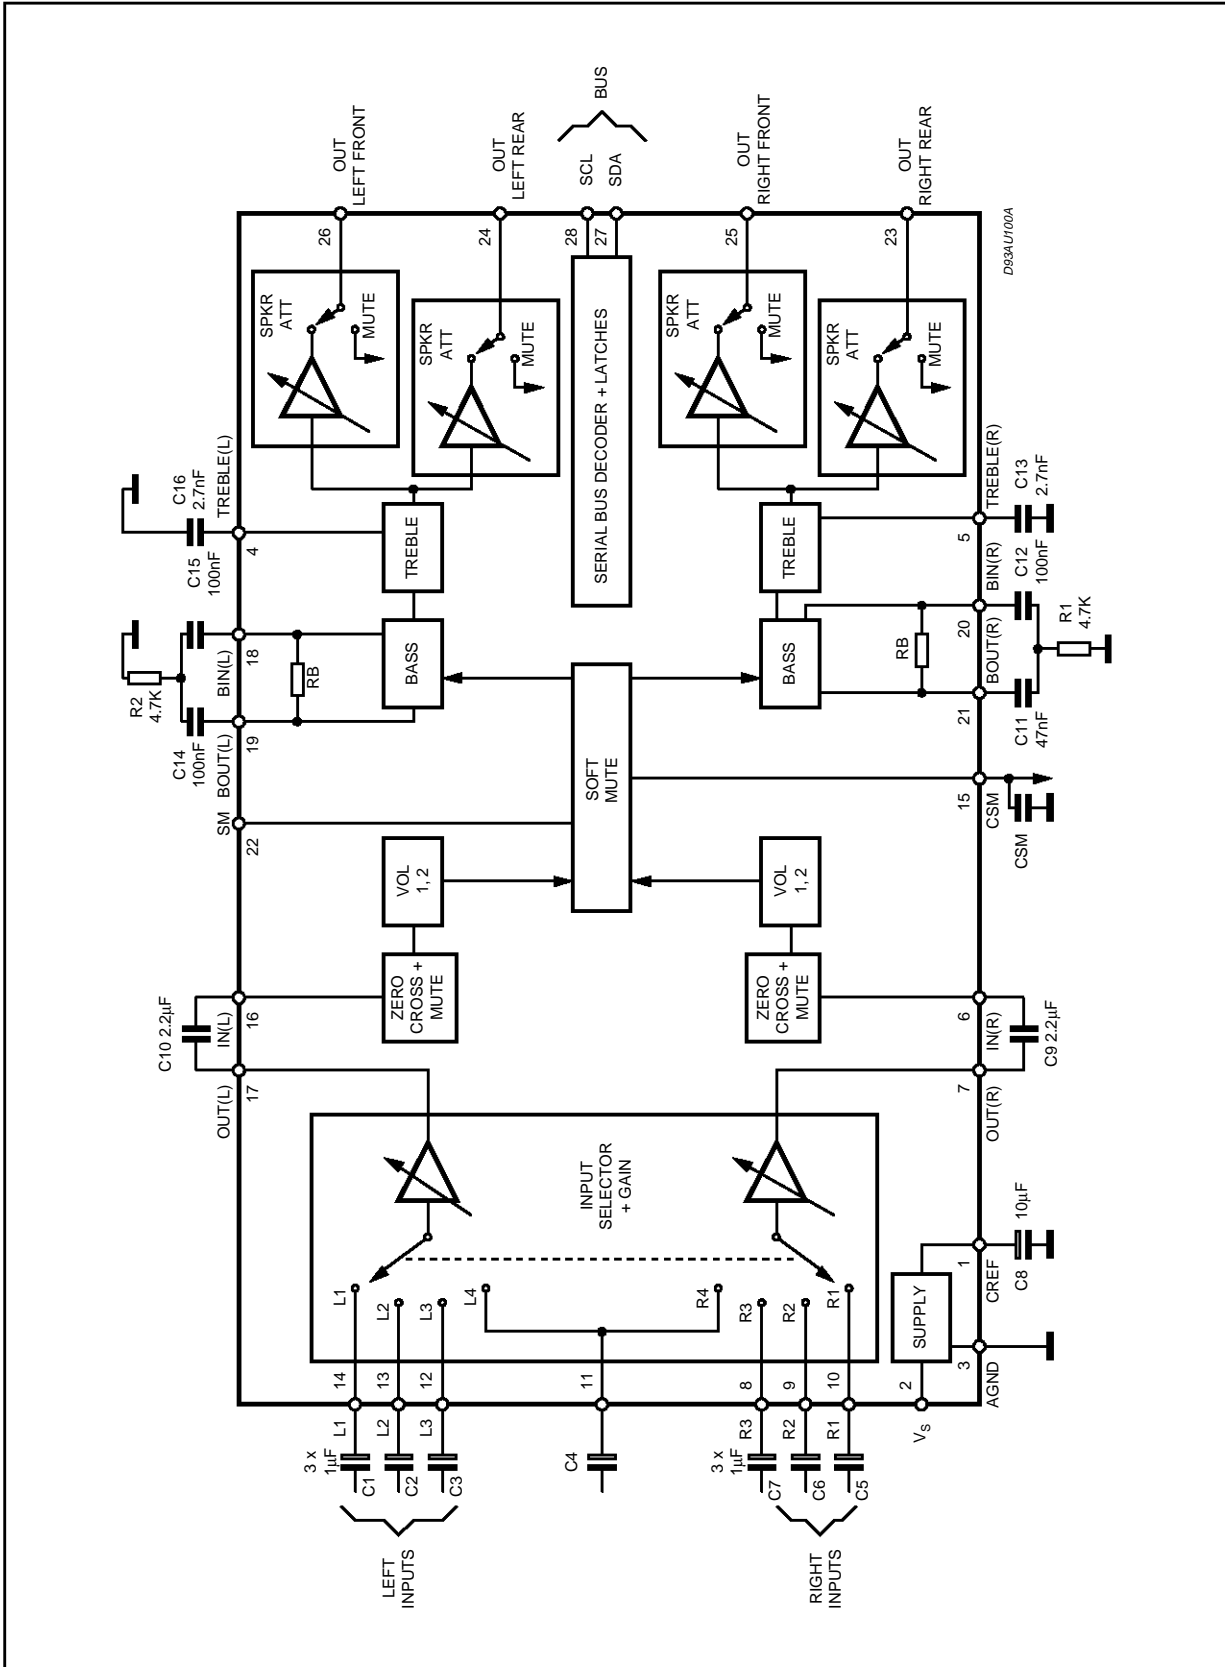 BUS
OUT
LEFT FRONT
OUT
LEFT REAR
SCL
SDA
OUT
RIGHT FRONT
OUT
RIGHT REAR
26
24
28
27
25
23
D93AU100A
SPKR
ATT
MUTE
SPKR
ATT
MUTE
SERIAL BUS DECODER + LATCHES
SPKR
ATT
MUTE
SPKR
ATT
MUTE
TREBLE(L)
C16
2.7nF
4
TREBLE
TREBLE
5
TREBLE(R)
C13
2.7nF
C15
100nF
BIN(L)
18
R2
4.7K
RB
BASS
BASS
RB
20
BIN(R)
C12
100nF
R1
4.7K
C14
100nF
BOUT(L)
19
21
BOUT(R)
C11
47nF
SM
22
SOFT
MUTE
15
CSM
CSM
VOL
1, 2
VOL
1, 2
ZERO
CROSS +
MUTE
ZERO
CROSS +
MUTE
C10 2.2µF
IN(L)
16
OUT(L)
17
6
IN(R)
C9 2.2µF
7
OUT(R)
INPUT
SELECTOR
+ GAIN
L1
L2
L3
L4
R4
R3
R2
R1
SUPPLY
1
CREF
C8
10µF
3
AGND
2
VS
14
13
12
11
8
9
10
L1
L2
L3
R3
R2
R1
3 x
1µF
C1
C2
C3
C4
3 x
1µF
C7
C6
C5
LEFT
INPUTS
RIGHT
INPUTS